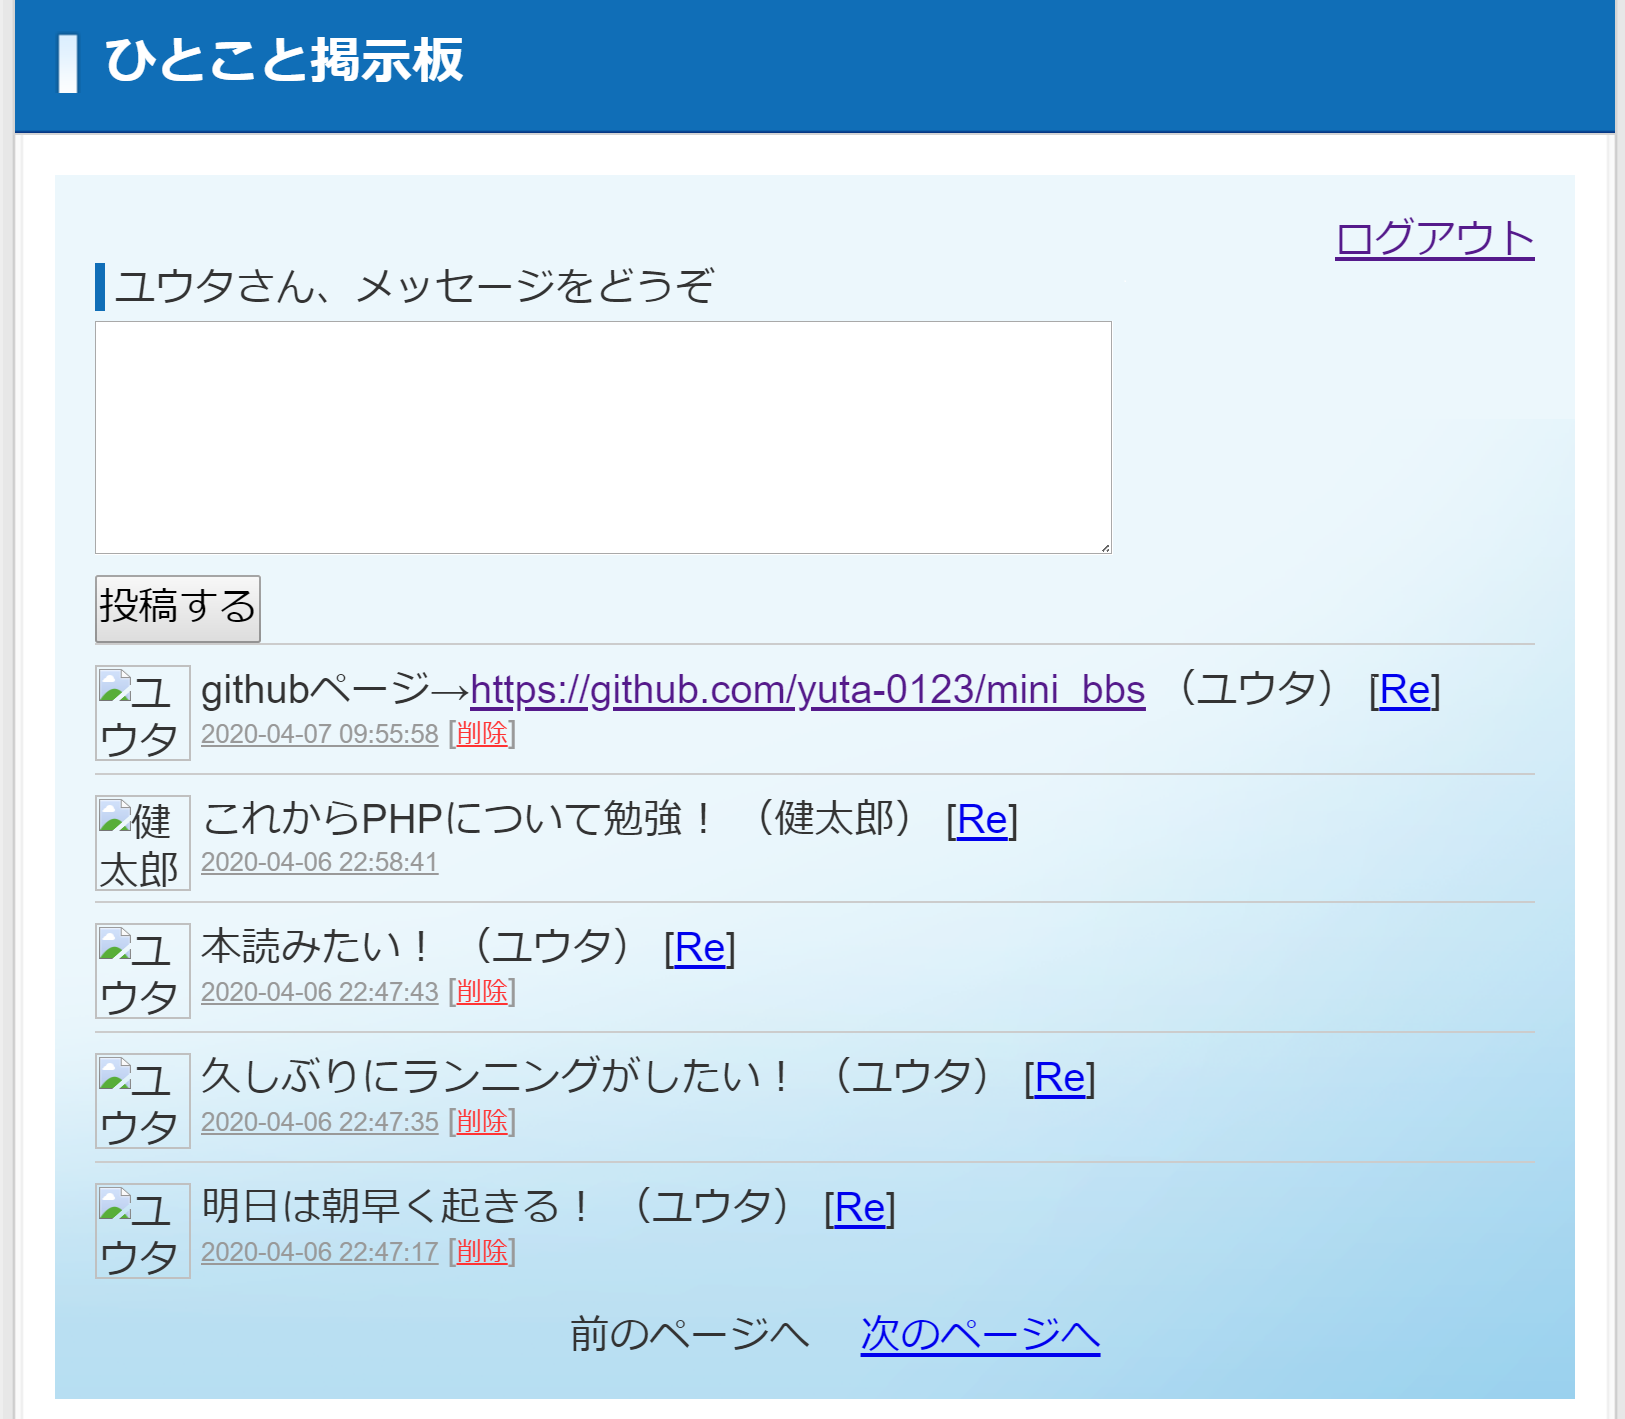 ひとこと掲示板
ログアウト
ユウタさん、メッセージをどうぞ
投稿する
ユ
ウタ
githubページ→https://github.com/yuta-0123/mini_bbs （ユウタ） [Re]
2020-04-07 09:55:58 [削除]
健
太郎
これからPHPについて勉強！ （健太郎） [Re]
2020-04-06 22:58:41
ユ
ウタ
本読みたい！ （ユウタ） [Re]
2020-04-06 22:47:43 [削除]
ユ
ウタ
久しぶりにランニングがしたい！ （ユウタ） [Re]
2020-04-06 22:47:35 [削除]
ユ
ウタ
明日は朝早く起きる！ （ユウタ） [Re]
2020-04-06 22:47:17 [削除]
前のページへ 次のページへ